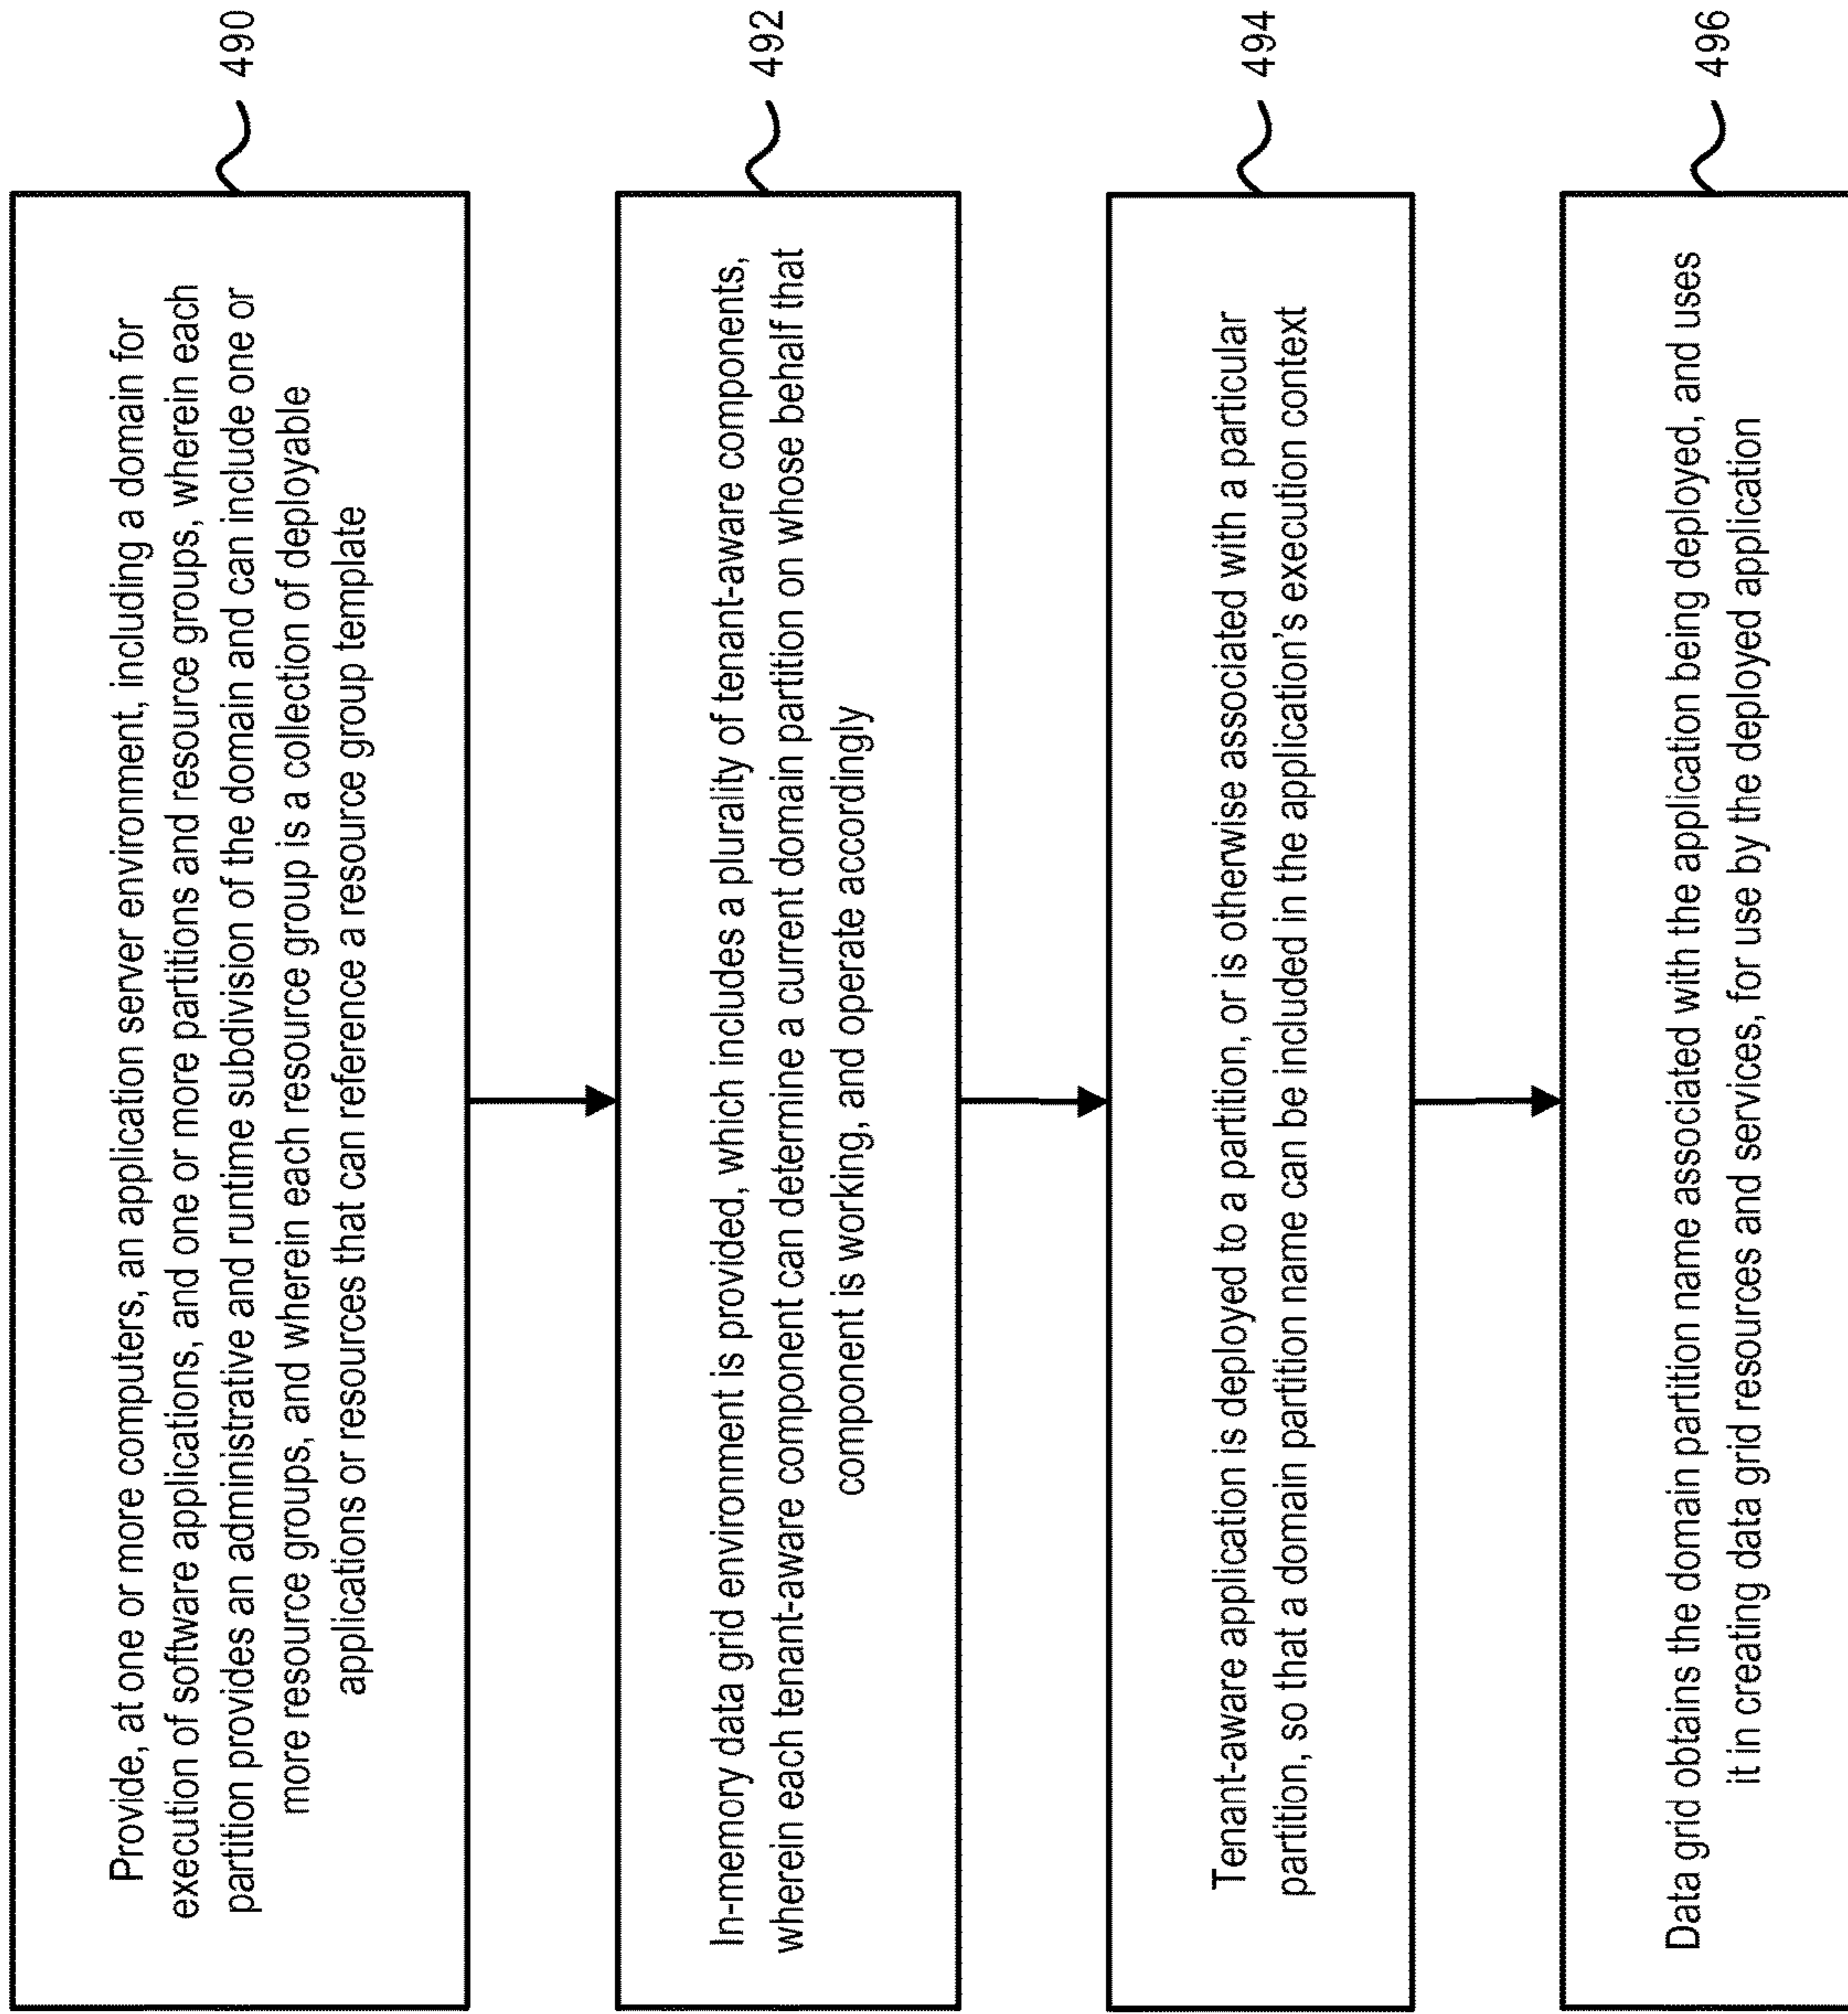 Provide, at one or more computers, an application server environment, including a domain for
execution of software applications, and one or more partitions and resource groups, wherein each
partition provides an administrative and runtime subdivision of the domain and can include one or
more resource groups, and wherein each resource group is a collection of deployable
applications or resources that can reference a resource group template
490
In-memory data grid environment is provided, which includes a plurality of tenant-aware components,
wherein each tenant-aware component can determine a current domain partition on whose behalf that
component is working, and operate accordingly
492
Tenant-aware application is deployed to a partition, or is otherwise associated with a particular
partition, so that a domain partition name can be included in the application's execution context
494
Data grid obtains the domain partition name associated with the application being deployed, and uses
it in creating data grid resources and services, for use by the deployed application
496